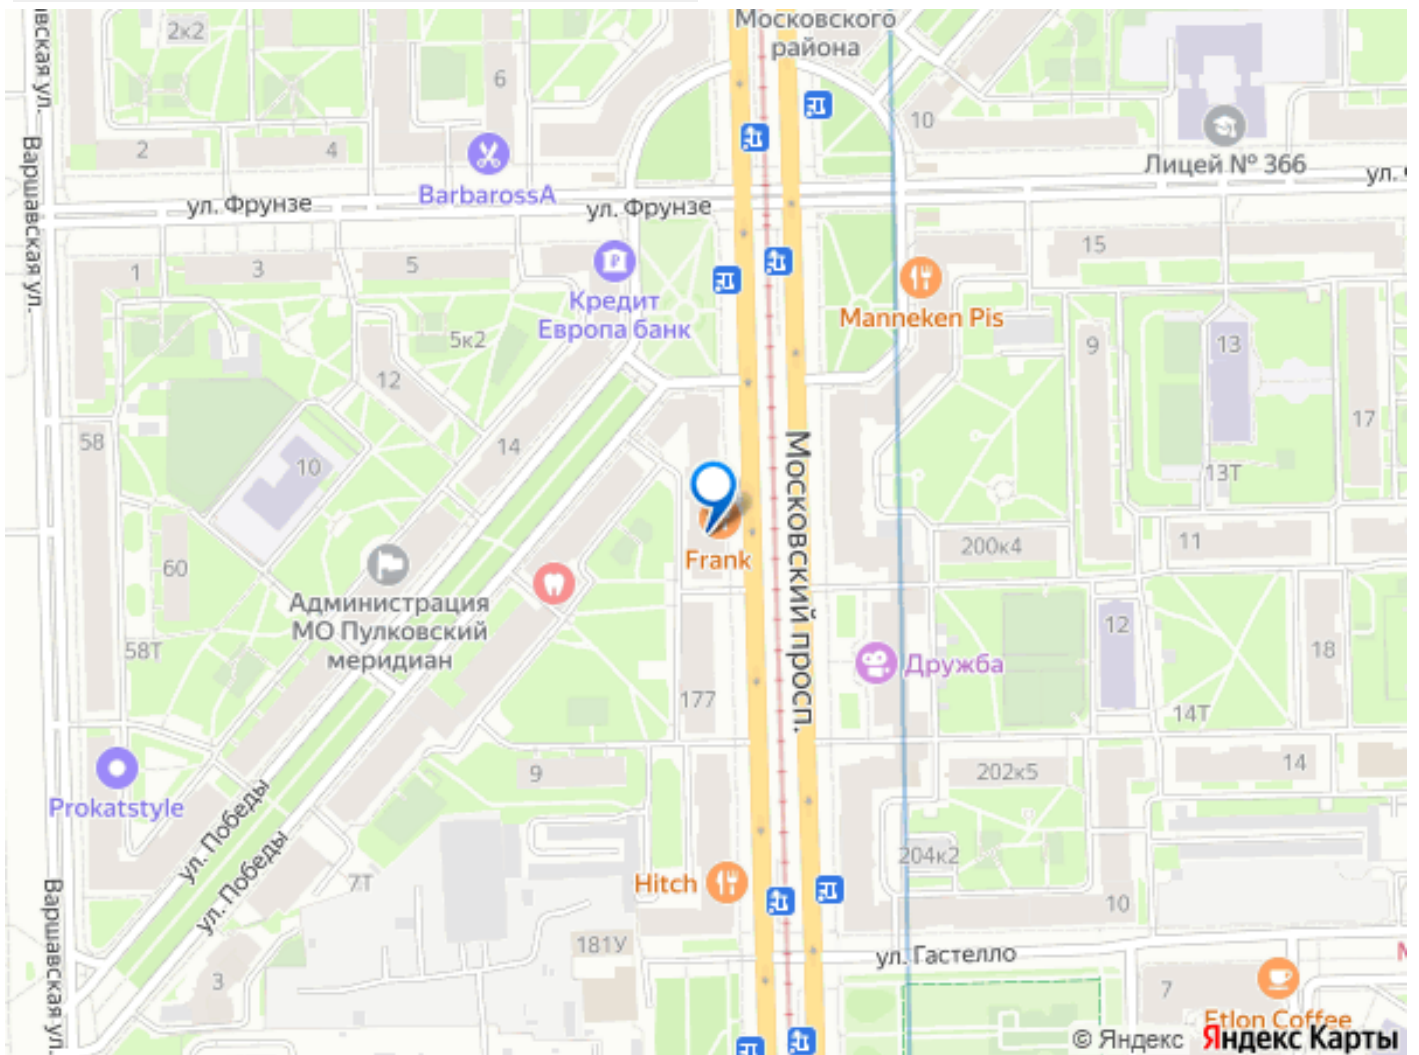 Московского
района
вская ул.
2к2
6
10
Лицей № 366
ул.
2
4
BarbarossA
Варшавская ул.
ул. Фрунзе
ул. Фрунзе
1
3
5
15
Кредит
Европа банк
Manneken Pis
5к2
9
13
12
17
58
14
10
13Т
Московский просп.
Frank
200к4
11
60
Администрация
МО Пулковский
меридиан
58Т
12
18
Дружба
177
14Т
9
202к5
14
Prokatstyle
ул. Победы
ул. Победы
7Т
204к2
Hitch
10
Варшавская ул.
181У
ул. Гастелло
3
7
Etlon Coffee
© Яндекс Яндекс Карты